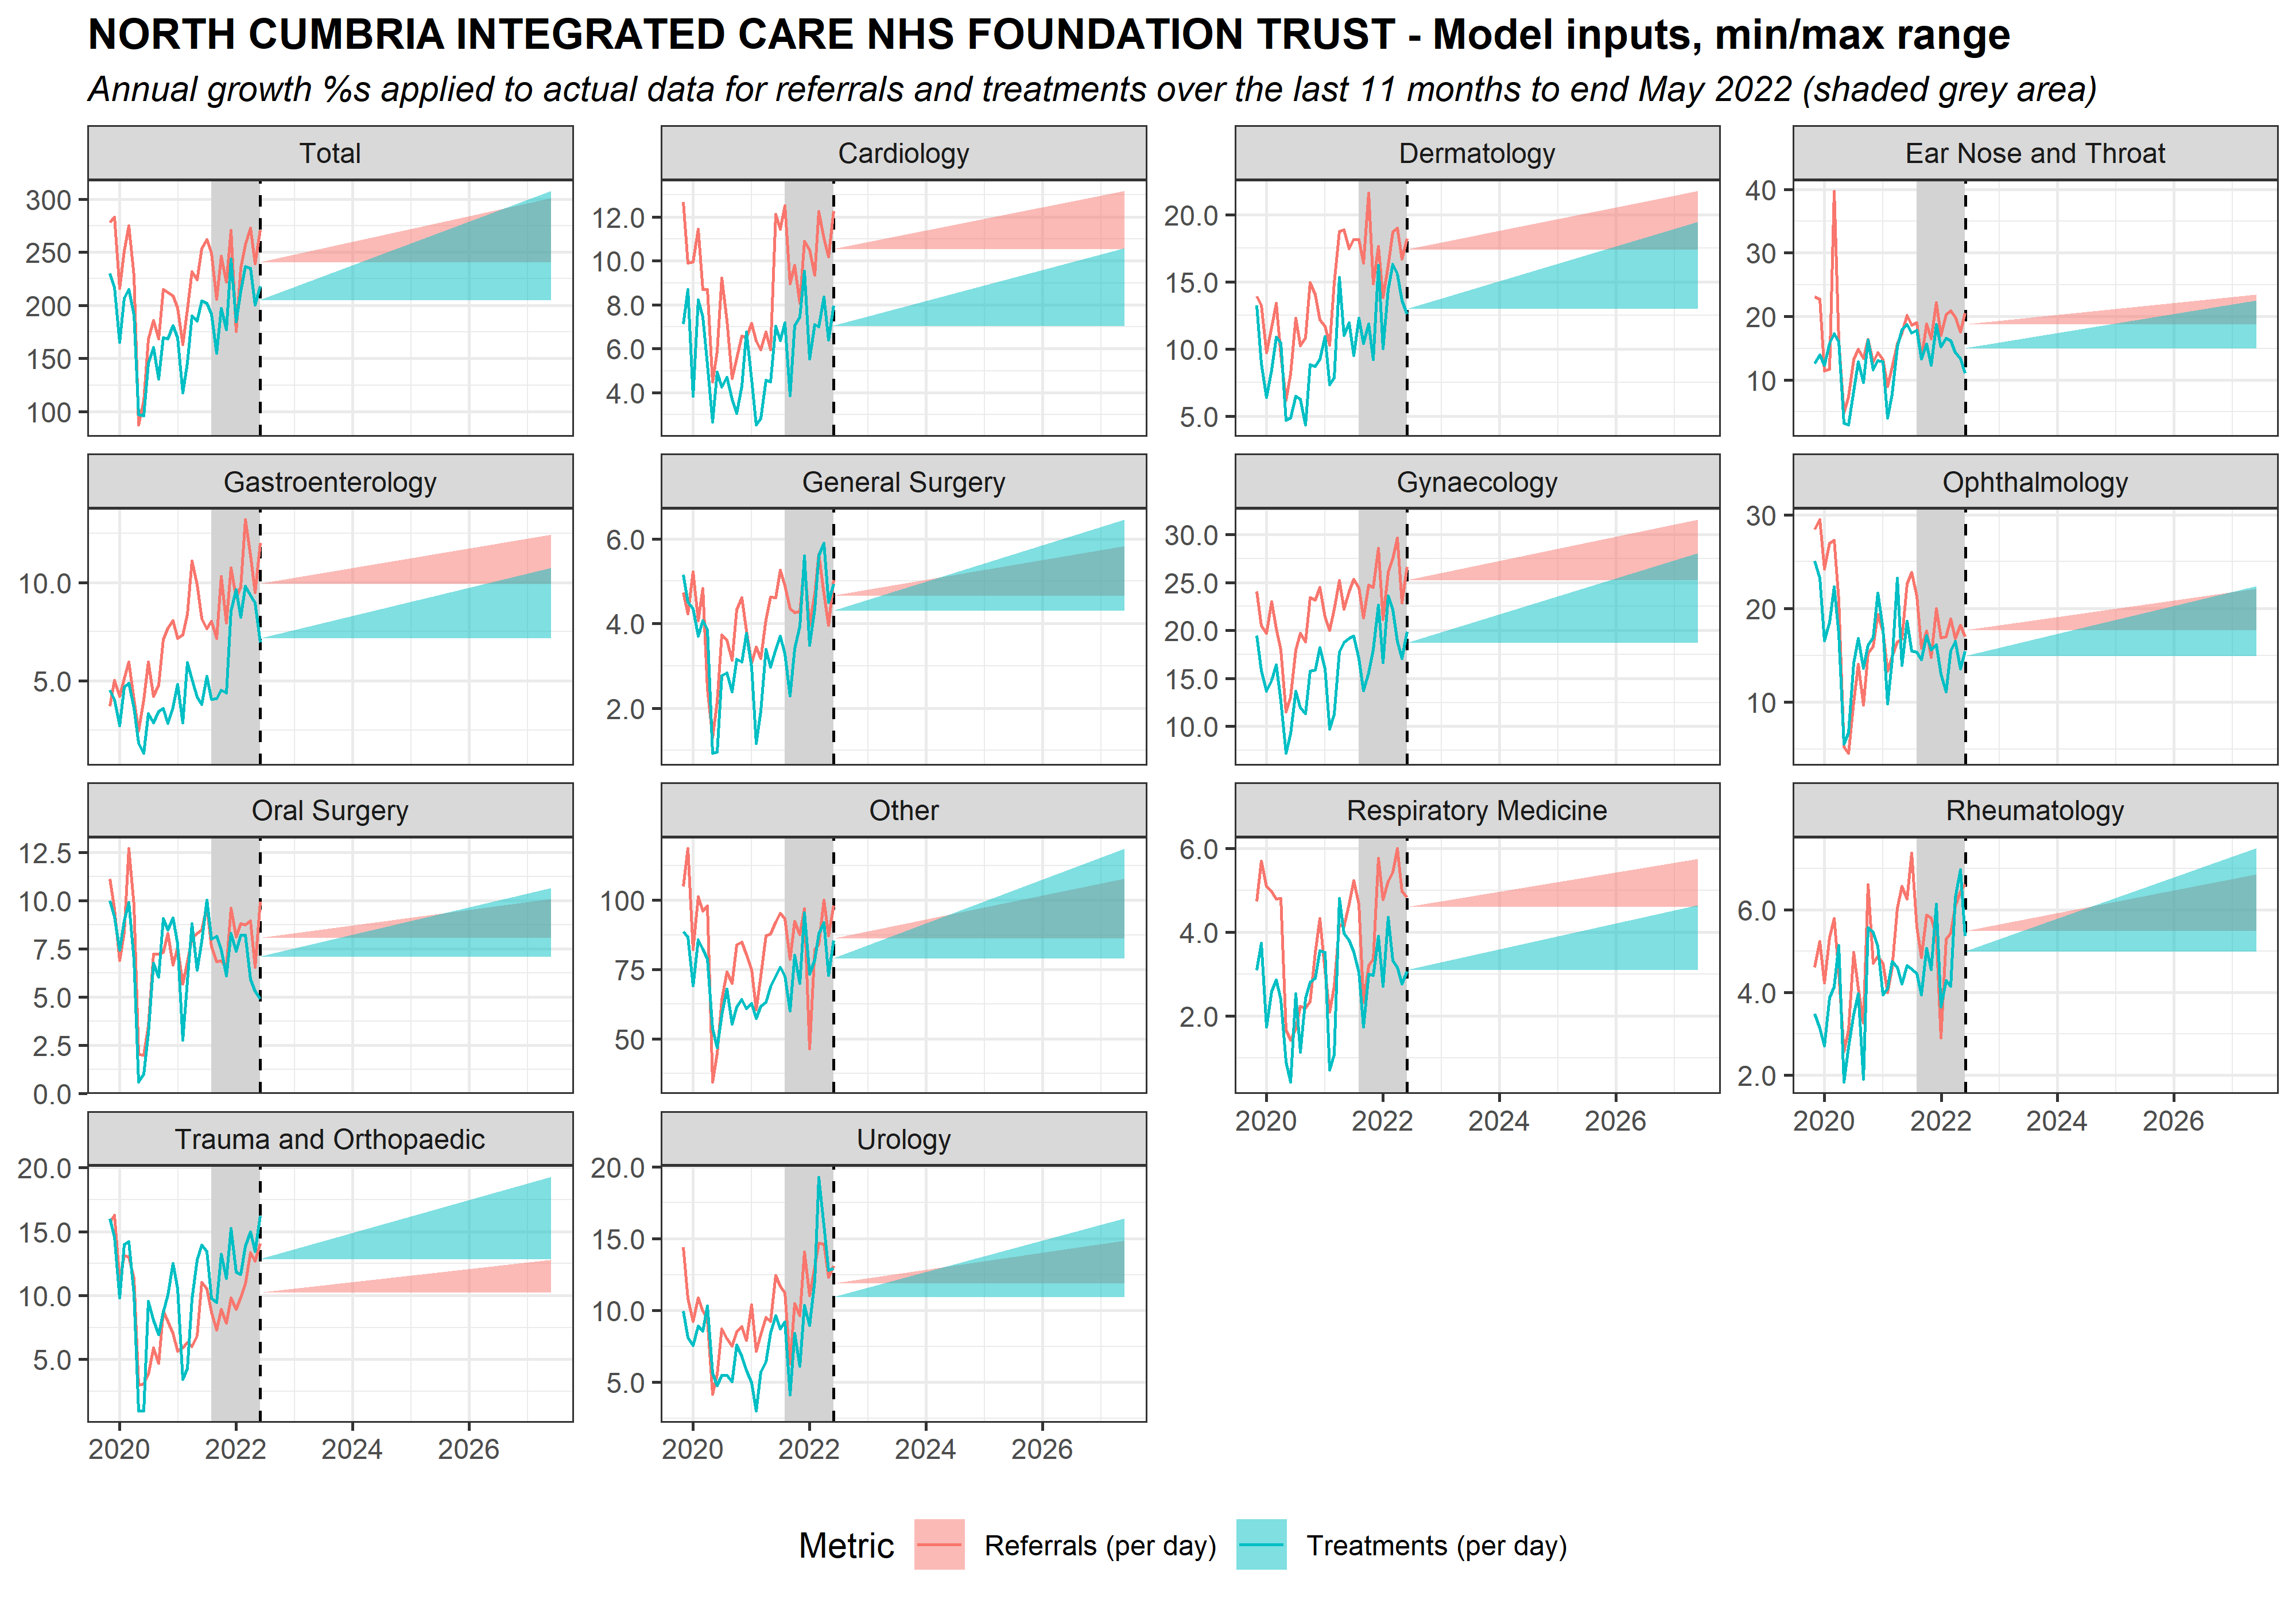 NORTH CUMBRIA INTEGRATED CARE NHS FOUNDATION TRUST - Model inputs, min/max range
Annual growth %s applied to actual data for referrals and treatments over the last 11 months to end May 2022 (shaded grey area)
Total
Cardiology
Dermatology
Ear Nose and Throat
300
250
200
150
100
12.0
10.0
8.0
6.0
4.0
20.0
15.0
10.0
5.0
40
30
20
10
Gastroenterology
General Surgery
Gynaecology
Ophthalmology
10.0
5.0
6.0
4.0
2.0
30.0
25.0
20.0
15.0
10.0
30
20
10
Oral Surgery
Other
Respiratory Medicine
Rheumatology
12.5
10.0
7.5
5.0
2.5
0.0
100
75
50
6.0
4.0
2.0
6.0
4.0
2.0
2020 2022 2024 2026
2020 2022 2024 2026
Trauma and Orthopaedic
Urology
20.0
15.0
10.0
5.0
20.0
15.0
10.0
5.0
2020 2022 2024 2026
2020 2022 2024 2026
Metric Referrals (per day) Treatments (per day)